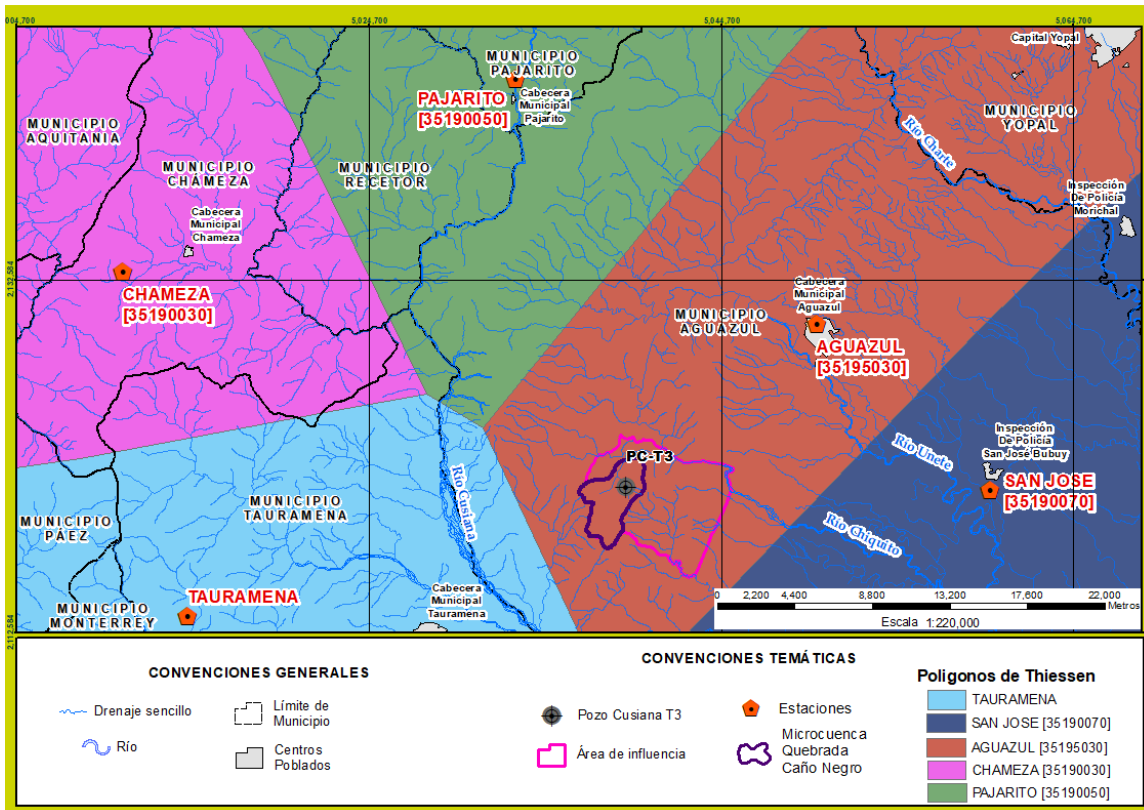 5,004,700
5,024,700
5,044,700
5,064,700
2,132,584
2,112,584
Capital Yopal
MUNICIPIO
PAJARITO
PAJARITO
[35190050]
Cabecera
Municipal
Pajarito
MUNICIPIO
AQUITANIA
MUNICIPIO
CHÁMEZA
MUNICIPIO
RECETOR
MUNICIPIO
YOPAL
Río Charte
Inspección
De Policía
Morichal
Cabecera
Municipal
Chameza
CHAMEZA
[35190030]
Cabecera
Municipal
Aguazul
MUNICIPIO
AGUAZUL
AGUAZUL
[35195030]
Inspección
De Policía
San José Bubuy
SAN JOSE
[35190070]
Río Unete
PC-T3
Río Cusiana
Río Chiquito
MUNICIPIO
TAURAMENA
MUNICIPIO
PÁEZ
MUNICIPIO
MONTERREY
TAURAMENA
Cabecera
Municipal
Tauramena
0 2,200 4,400 8,800 13,200 17,600 22,000
Metros
Escala 1:220,000
CONVENCIONES GENERALES
Drenaje sencillo
Río
Límite de
Municipio
Centros
Poblados
CONVENCIONES TEMÁTICAS
Pozo Cusiana T3
Área de influencia
Estaciones
Microcuenca
Quebrada
Caño Negro
Poligonos de Thiessen
TAURAMENA
SAN JOSE [35190070]
AGUAZUL [35195030]
CHAMEZA [35190030]
PAJARITO [35190050]